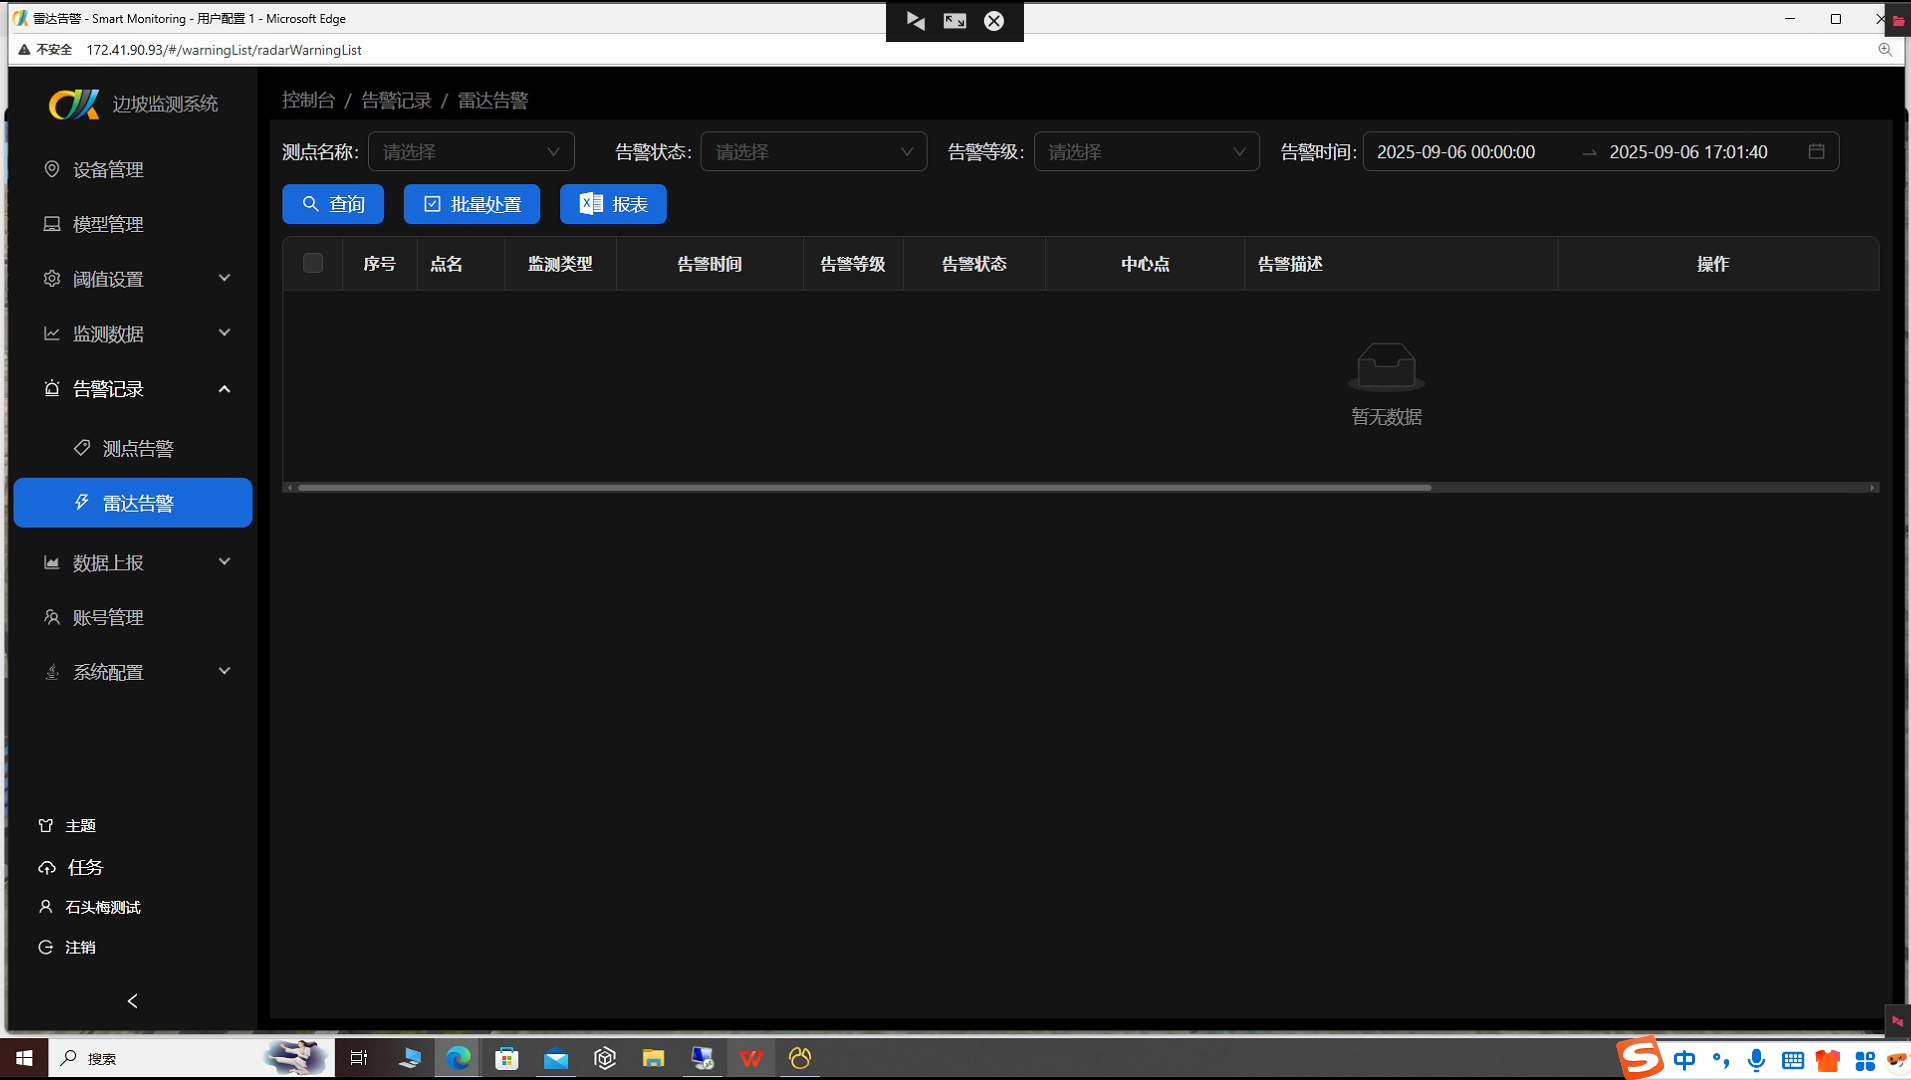 雷达告警 - Smart Monitoring - 用户配置 1 - Microsoft Edge
不安全 172.41.90.93/#/warningList/radarWarningList
边坡监测系统
控制台 / 告警记录 / 雷达告警
测点名称: 请选择 告警状态: 请选择 告警等级: 请选择 告警时间: 2025-09-06 00:00:00 → 2025-09-06 17:01:40
查询 批量处置 报表
序号 点名 监测类型 告警时间 告警等级 告警状态 中心点 告警描述 操作
暂无数据
设备管理
模型管理
阈值设置
监测数据
告警记录
测点告警
雷达告警
数据上报
账号管理
系统配置
主题
任务
石头梅测试
注销
搜索
中